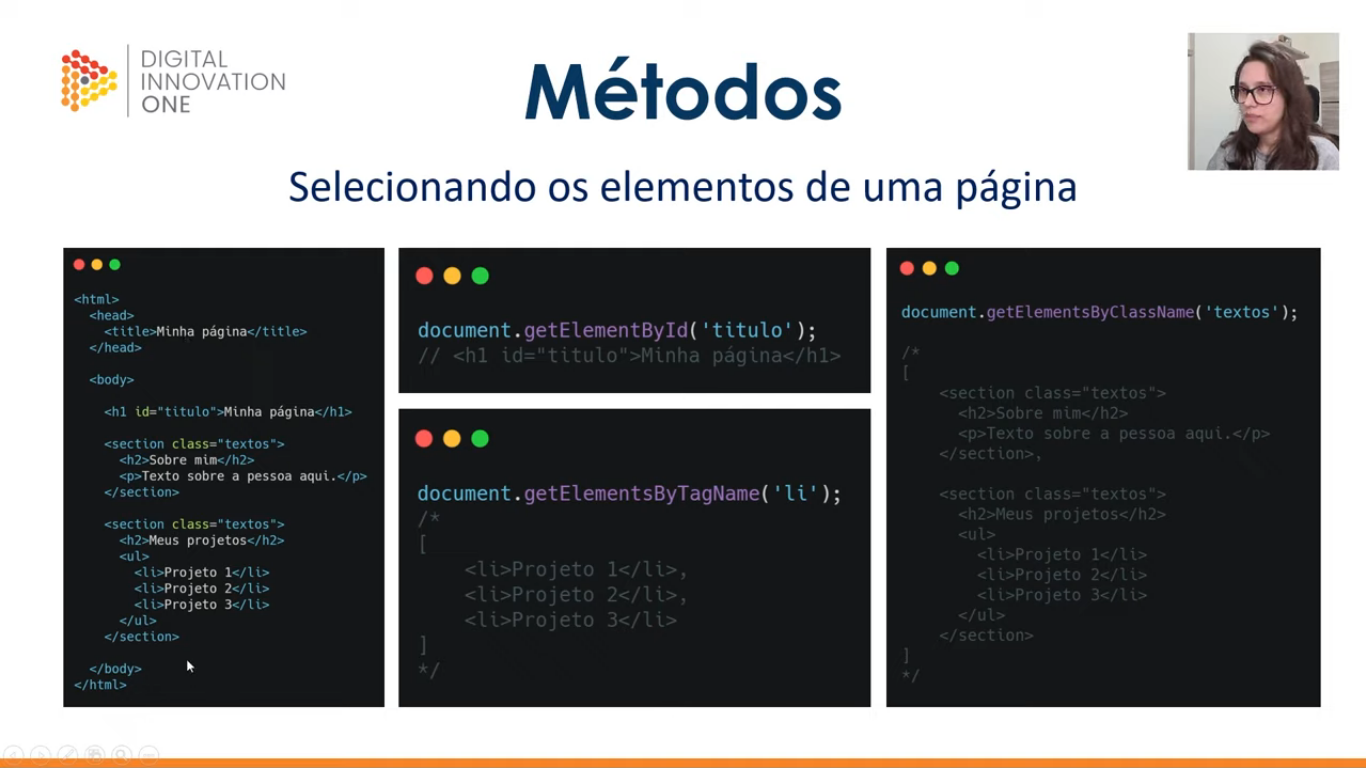 DIGITAL
INNOVATION
ONE
Métodos
Selecionando os elementos de uma página
<html>
<head>
<title>Minha página</title>
</head>
<body>
<h1 id="titulo">Minha página</h1>
<section class="textos">
<h2>Sobre mim</h2>
<p>Texto sobre a pessoa aqui.</p>
</section>
<section class="textos">
<h2>Meus projetos</h2>
<ul>
<li>Projeto 1</li>
<li>Projeto 2</li>
<li>Projeto 3</li>
</ul>
</section>
</body>
</html>
document.getElementById('titulo');
// <h1 id="titulo">Minha página</h1>
document.getElementsByTagName('li');
/*
[
<li>Projeto 1</li>,
<li>Projeto 2</li>,
<li>Projeto 3</li>
]
*/
document.getElementsByClassName('textos');
/*
[
<section class="textos">
<h2>Sobre mim</h2>
<p>Texto sobre a pessoa aqui.</p>
</section>,
<section class="textos">
<h2>Meus projetos</h2>
<ul>
<li>Projeto 1</li>
<li>Projeto 2</li>
<li>Projeto 3</li>
</ul>
</section>
]
*/